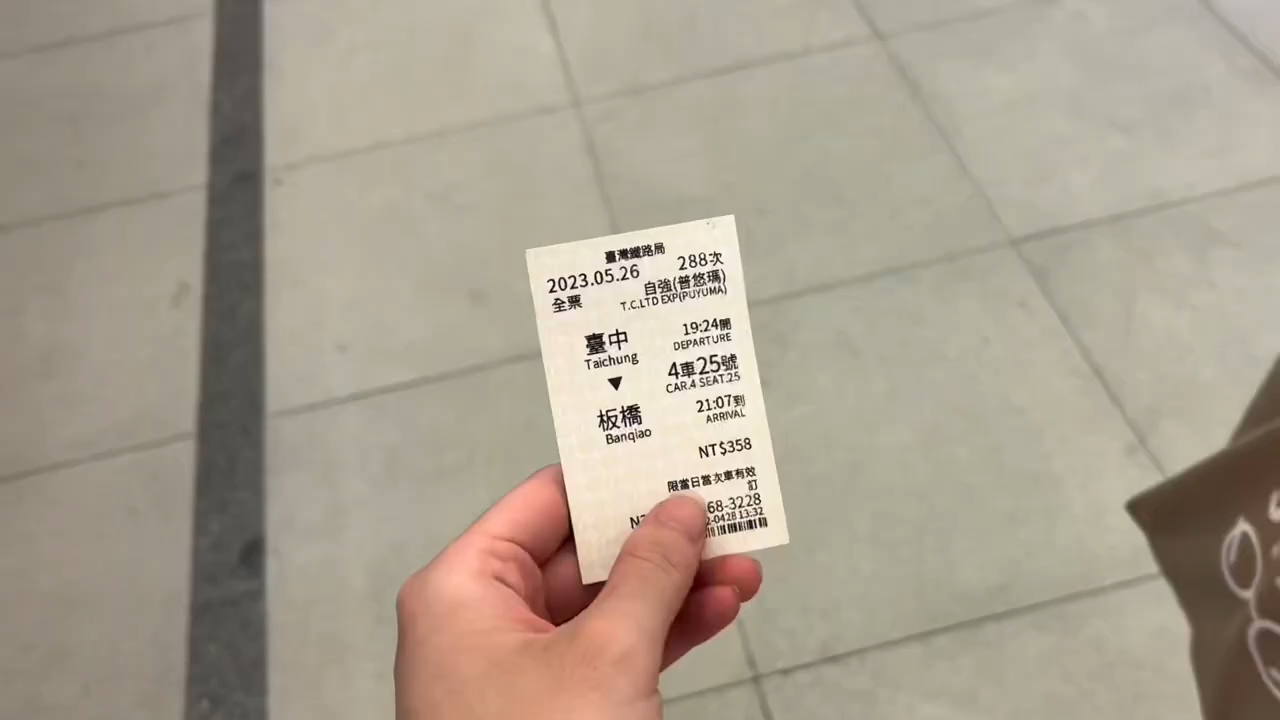 臺灣鐵路局
2023.05.26 288次
全票 自強(普悠瑪)
T.C.LTD EXP(PUYUMA)
臺中 19:24開
Taichung DEPARTURE
▼ 4車25號
CAR.4 SEAT.25
板橋 21:07到
Banqiao ARRIVAL
NT$358
限當日當次車有效
訂
68-3228
-0428 13:32